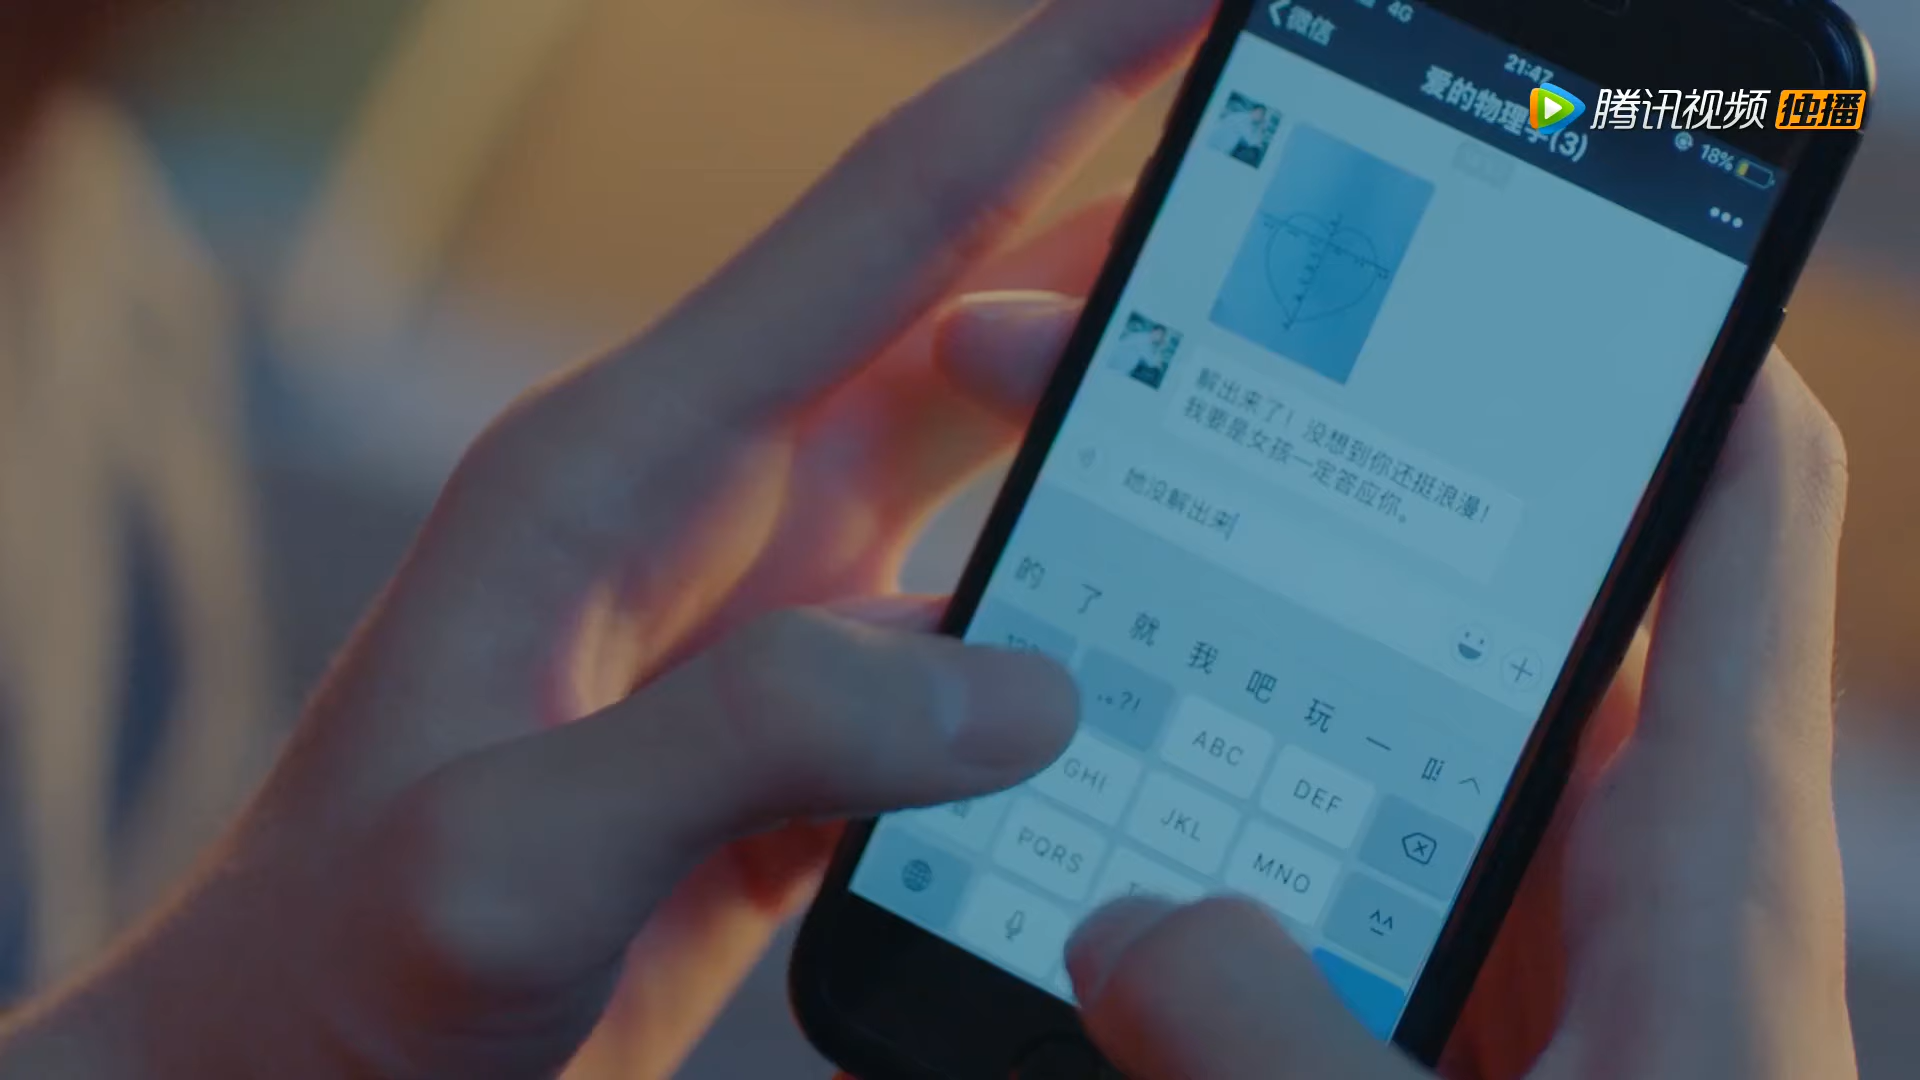 4G
微信
21:47
爱的物理学(3)
腾讯视频 独播
18%
解出来了！没想到你还挺浪漫！
我要是女孩一定答应你。
她没解出来
的 了 就 我 吧 玩 一
.。?!
ABC
DEF
GHI
JKL
MNO
PQRS
^^